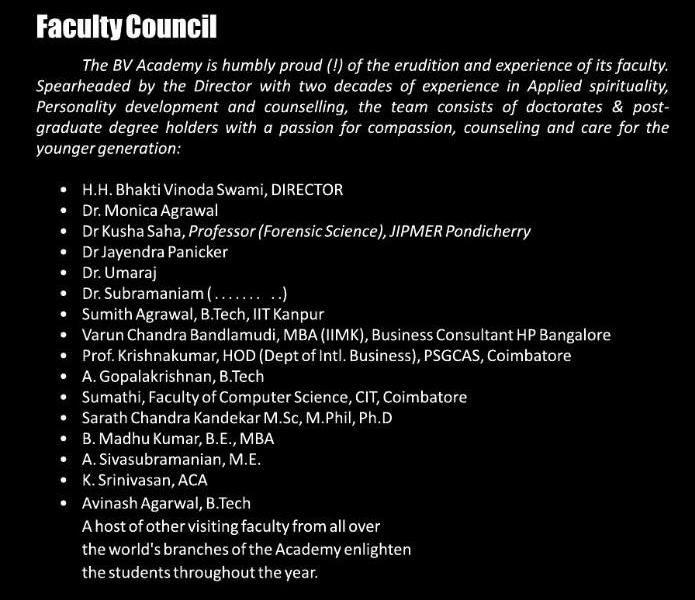 Faculty Council
The BV Academy is humbly proud (!) of the erudition and experience of its faculty.
Spearheaded by the Director with two decades of experience in Applied spirituality,
Personality development and counselling, the team consists of doctorates & post-
graduate degree holders with a passion for compassion, counseling and care for the
younger generation:
• H.H. Bhakti Vinoda Swami, DIRECTOR
• Dr. Monica Agrawal
• Dr Kusha Saha, Professor (Forensic Science), JIPMER Pondicherry
• Dr Jayendra Panicker
• Dr. Umaraj
• Dr. Subramaniam (....... ..)
• Sumith Agrawal, B.Tech, IIT Kanpur
• Varun Chandra Bandlamudi, MBA (IIMK), Business Consultant HP Bangalore
• Prof. Krishnakumar, HOD (Dept of Intl. Business), PSGCAS, Coimbatore
• A. Gopalakrishnan, B.Tech
• Sumathi, Faculty of Computer Science, CIT, Coimbatore
• Sarath Chandra Kandekar M.Sc, M.Phil, Ph.D
• B. Madhu Kumar, B.E., MBA
• A. Sivasubramanian, M.E.
• K. Srinivasan, ACA
• Avinash Agarwal, B.Tech
A host of other visiting faculty from all over
the world's branches of the Academy enlighten
the students throughout the year.